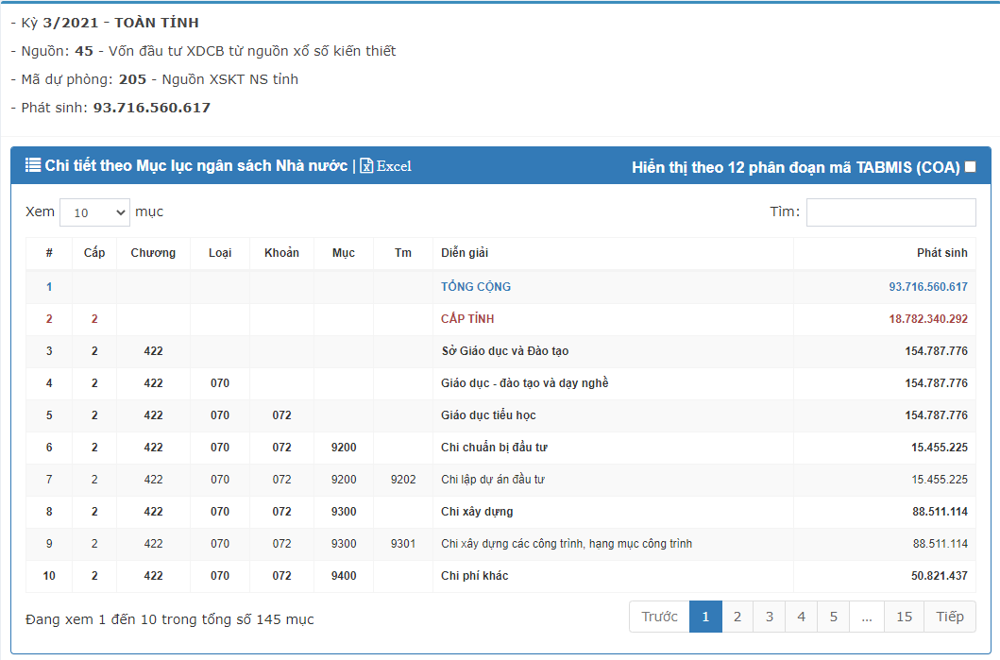 - Kỳ 3/2021 - TOÀN TỈNH
- Nguồn: 45 - Vốn đầu tư XDCB từ nguồn xổ số kiến thiết
- Mã dự phòng: 205 - Nguồn XSKT NS tỉnh
- Phát sinh: 93.716.560.617
Chi tiết theo Mục lục ngân sách Nhà nước | Excel Hiển thị theo 12 phân đoạn mã TABMIS (COA)
Xem 10 mục Tìm:
# Cấp Chương Loại Khoản Mục Tm Diễn giải Phát sinh
1 TỔNG CỘNG 93.716.560.617
2 2 CẤP TỈNH 18.782.340.292
3 2 422 Sở Giáo dục và Đào tạo 154.787.776
4 2 422 070 Giáo dục - đào tạo và dạy nghề 154.787.776
5 2 422 070 072 Giáo dục tiểu học 154.787.776
6 2 422 070 072 9200 Chi chuẩn bị đầu tư 15.455.225
7 2 422 070 072 9200 9202 Chi lập dự án đầu tư 15.455.225
8 2 422 070 072 9300 Chi xây dựng 88.511.114
9 2 422 070 072 9300 9301 Chi xây dựng các công trình, hạng mục công trình 88.511.114
10 2 422 070 072 9400 Chi phí khác 50.821.437
Đang xem 1 đến 10 trong tổng số 145 mục Trước 1 2 3 4 5 ... 15 Tiếp